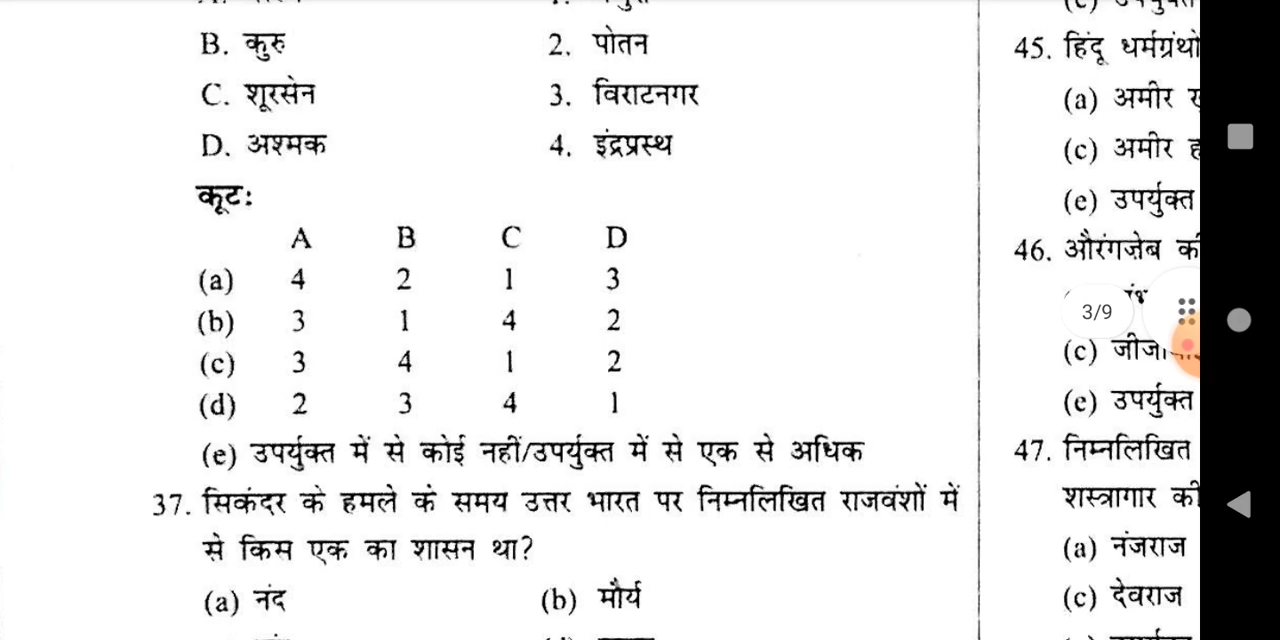 B. कुरु 2. पोतन
C. शूरसेन 3. विराटनगर
D. अश्मक 4. इंद्रप्रस्थ
कूटः
A B C D
(a) 4 2 1 3
(b) 3 1 4 2
(c) 3 4 1 2
(d) 2 3 4 1
(e) उपर्युक्त में से कोई नहीं/उपर्युक्त में से एक से अधिक
37. सिकंदर के हमले के समय उत्तर भारत पर निम्नलिखित राजवंशों में
से किस एक का शासन था?
(a) नंद (b) मौर्य
45. हिंदू धर्मग्रंथों
(a) अमीर
(c) अमीर
(e) उपर्युक्त
46. औरंगज़ेब की
3/9
(c)
(e) उपर्युक्त
47. निम्नलिखित
शस्त्रागार की
(a) नंजराज
(c) देवराज